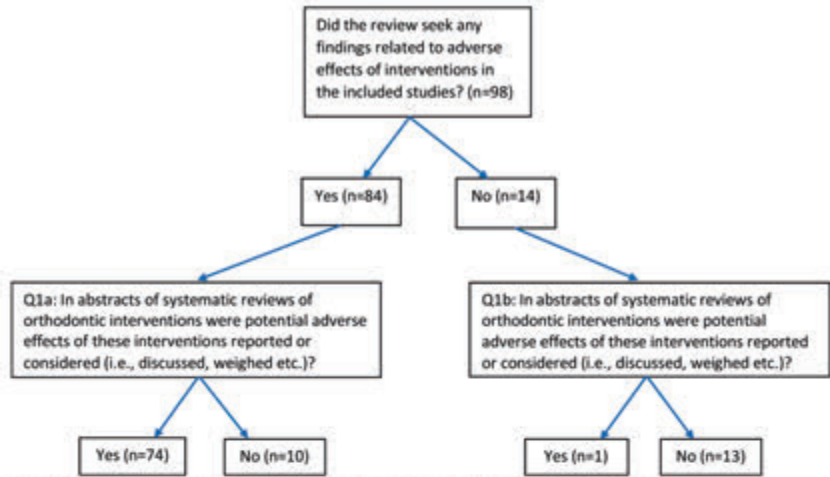 Did the review seek any
findings related to adverse
effects of interventions in
the included studies? (n=98)
Yes (n=84)
No (n=14)
Q1a: In abstracts of systematic reviews of
orthodontic interventions were potential adverse
effects of these interventions reported or
considered (i.e., discussed, weighed etc.)?
Q1b: In abstracts of systematic reviews of
orthodontic interventions were potential
adverse effects of these interventions reported
or considered (i.e., discussed, weighed etc.)?
Yes (n=74)
No (n=10)
Yes (n=1)
No (n=13)